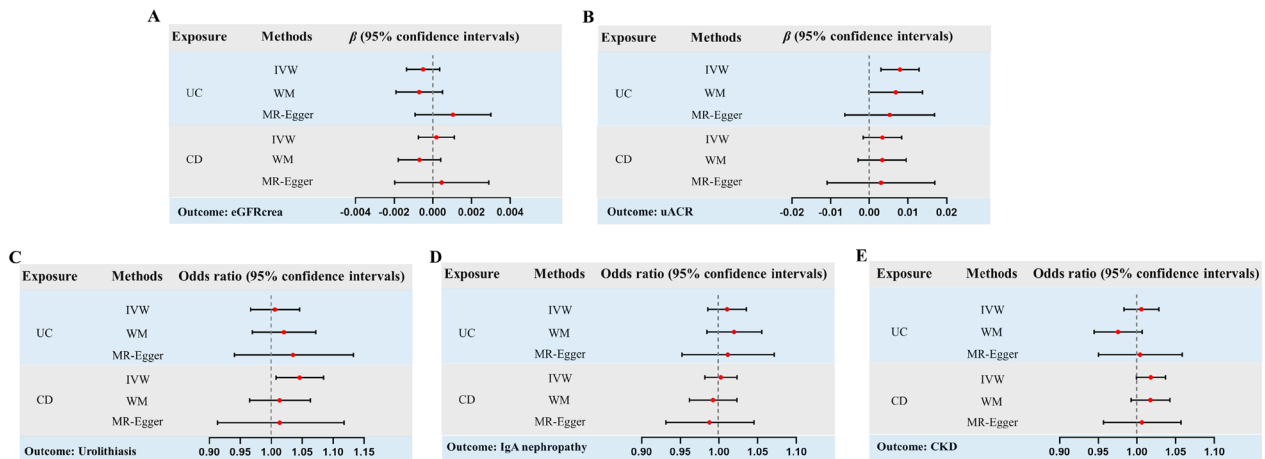 A
Exposure Methods β (95% confidence intervals)
IVW
UC WM
MR-Egger
IVW
CD WM
MR-Egger
Outcome: eGFRcrea -0.004 -0.002 0.000 0.002 0.004
B
Exposure Methods β (95% confidence intervals)
IVW
UC WM
MR-Egger
IVW
CD WM
MR-Egger
Outcome: uACR -0.02 -0.01 0.00 0.01 0.02
C
Exposure Methods Odds ratio (95% confidence intervals)
IVW
UC WM
MR-Egger
IVW
CD WM
MR-Egger
Outcome: Urolithiasis 0.90 0.95 1.00 1.05 1.10 1.15
D
Exposure Methods Odds ratio (95% confidence intervals)
IVW
UC WM
MR-Egger
IVW
CD WM
MR-Egger
Outcome: IgA nephropathy 0.90 0.95 1.00 1.05 1.10
E
Exposure Methods Odds ratio (95% confidence intervals)
IVW
UC WM
MR-Egger
IVW
CD WM
MR-Egger
Outcome: CKD 0.90 0.95 1.00 1.05 1.10